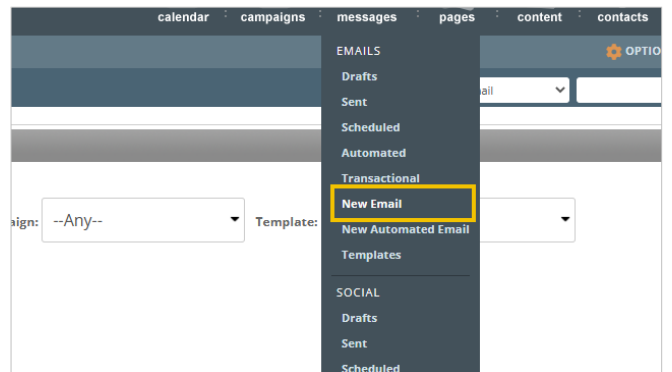 calendar campaigns messages pages content contacts
EMAILS
OPTIO
Drafts
ail
Sent
Scheduled
Automated
Transactional
New Email
aign: --Any-- Template:
New Automated Email
Templates
SOCIAL
Drafts
Sent
Scheduled